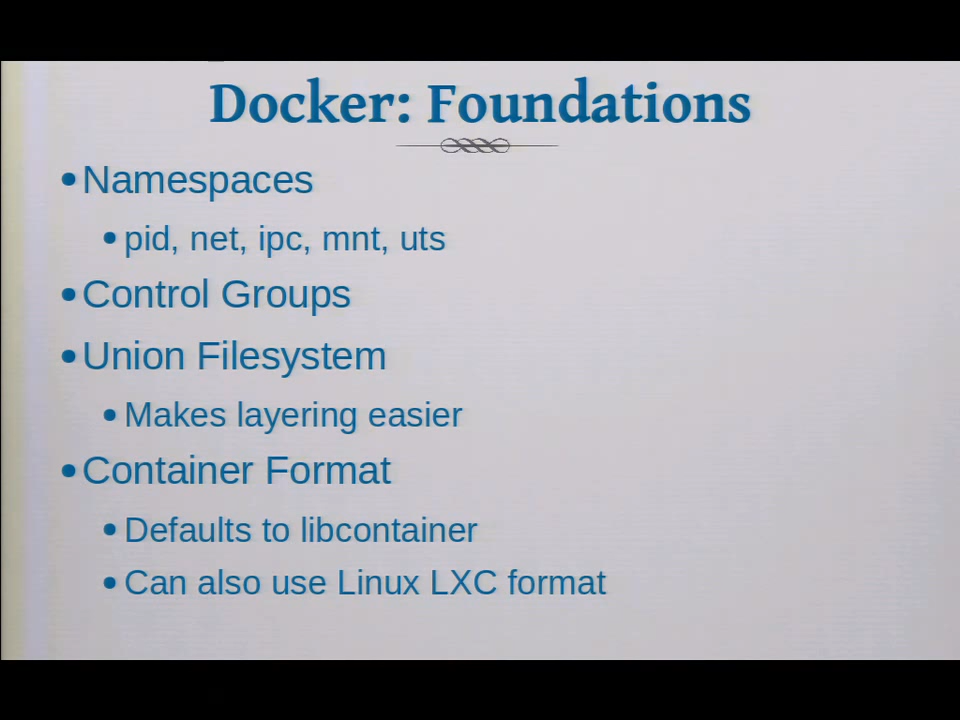 Docker: Foundations
•Namespaces
•pid, net, ipc, mnt, uts
•Control Groups
•Union Filesystem
•Makes layering easier
•Container Format
•Defaults to libcontainer
•Can also use Linux LXC format